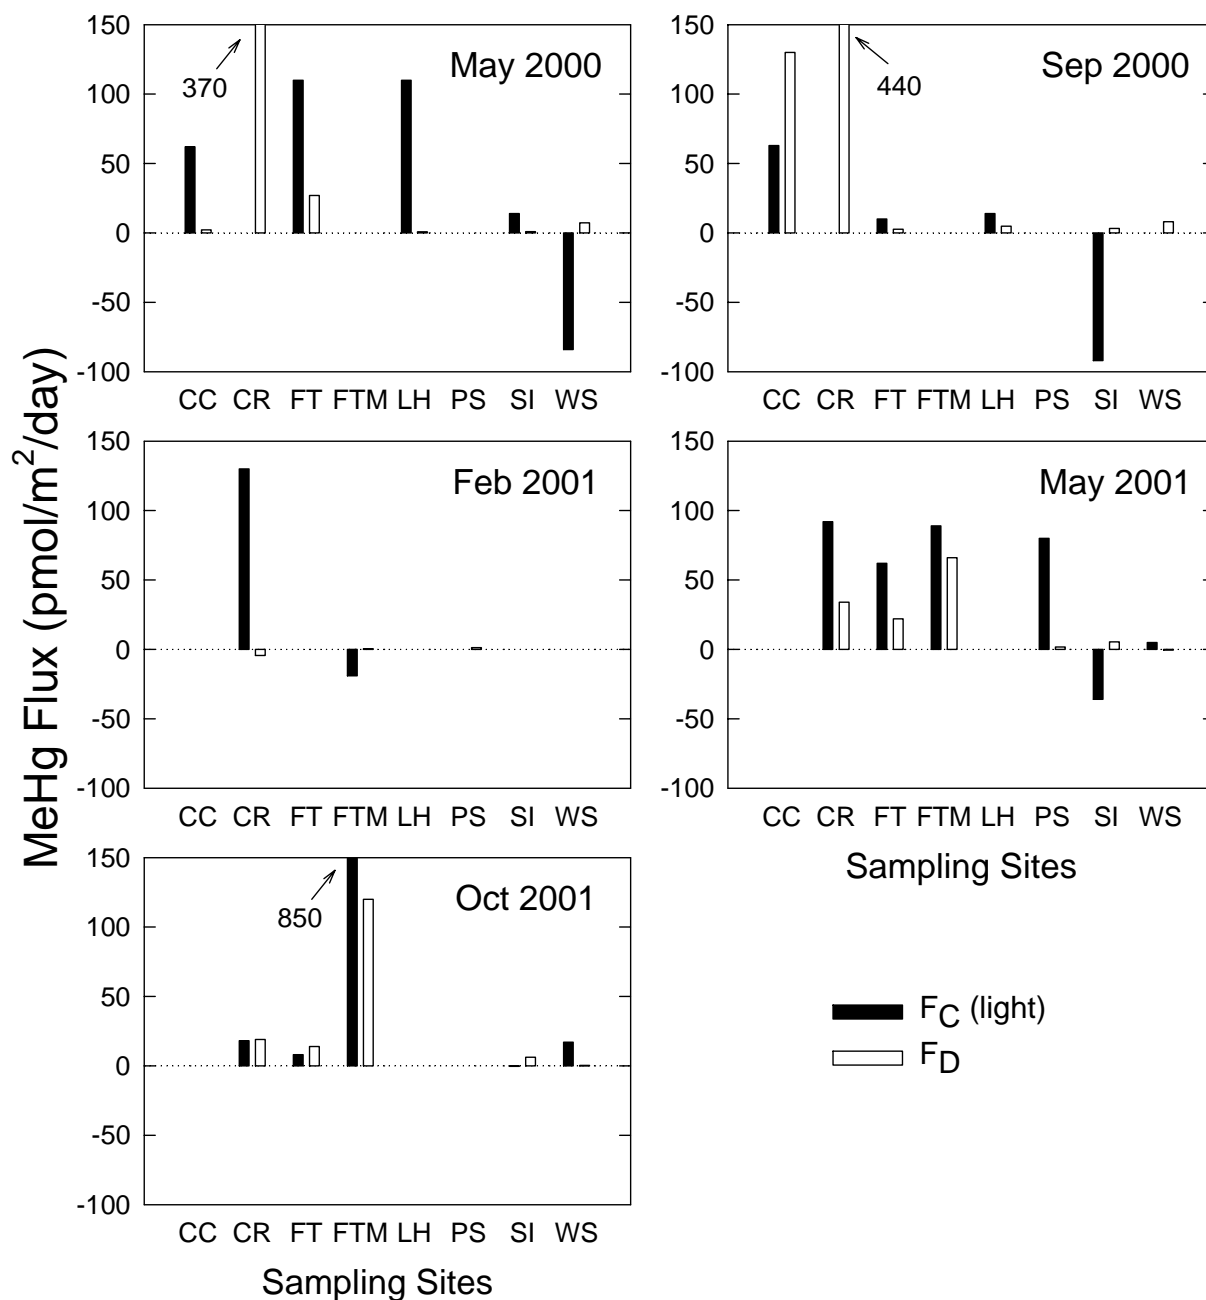 MeHg Flux (pmol/m²/day)
May 2000
370
150
100
50
0
-50
-100
CC CR FT FTM LH PS SI WS
Sep 2000
440
150
100
50
0
-50
-100
CC CR FT FTM LH PS SI WS
Feb 2001
150
100
50
0
-50
-100
CC CR FT FTM LH PS SI WS
May 2001
150
100
50
0
-50
-100
CC CR FT FTM LH PS SI WS
Sampling Sites
Oct 2001
850
150
100
50
0
-50
-100
CC CR FT FTM LH PS SI WS
Sampling Sites
FC (light)
FD